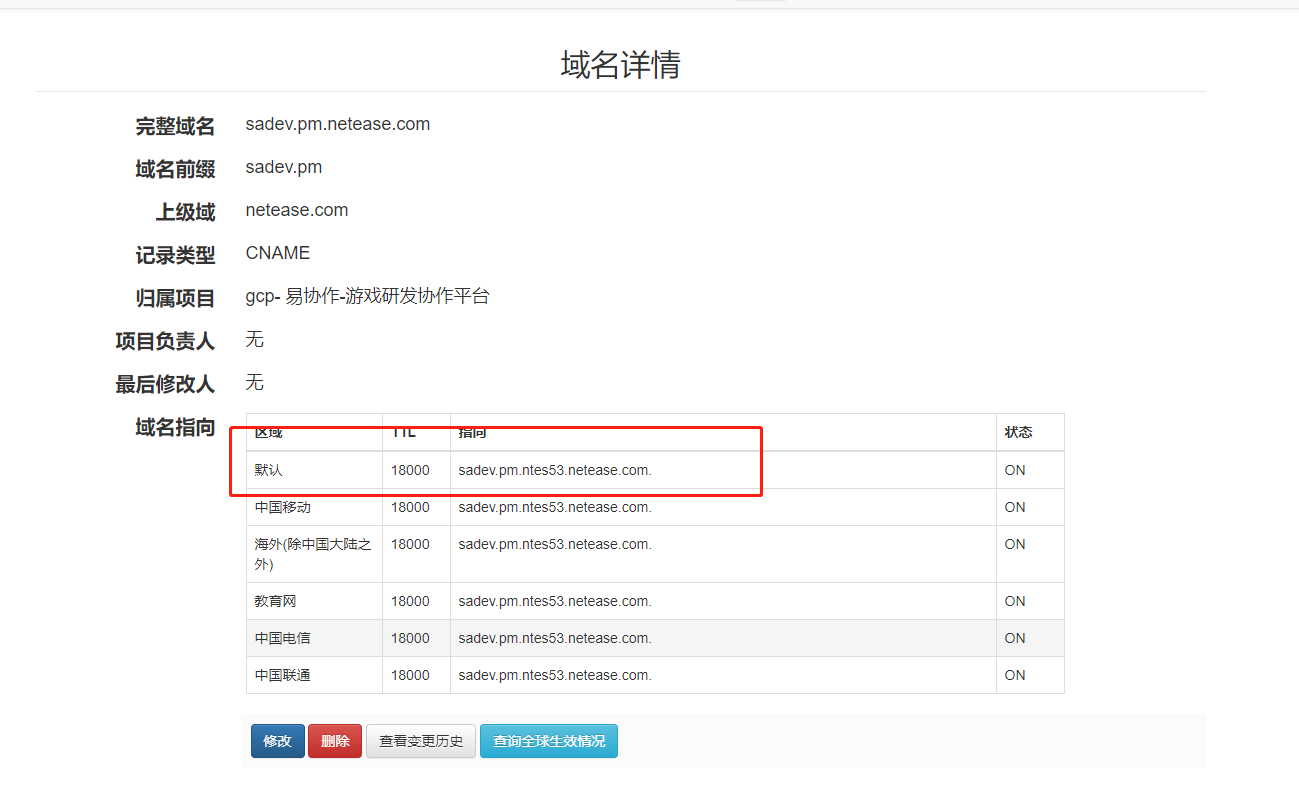 域名详情
完整域名 sadev.pm.netease.com
域名前缀 sadev.pm
上级域 netease.com
记录类型 CNAME
归属项目 gcp- 易协作-游戏研发协作平台
项目负责人 无
最后修改人 无
域名指向 区域 TTL 指向 状态
默认 18000 sadev.pm.ntes53.netease.com. ON
中国移动 18000 sadev.pm.ntes53.netease.com. ON
海外(除中国大陆之 18000 sadev.pm.ntes53.netease.com. ON
外)
教育网 18000 sadev.pm.ntes53.netease.com. ON
中国电信 18000 sadev.pm.ntes53.netease.com. ON
中国联通 18000 sadev.pm.ntes53.netease.com. ON
修改 删除 查看变更历史 查询全球生效情况